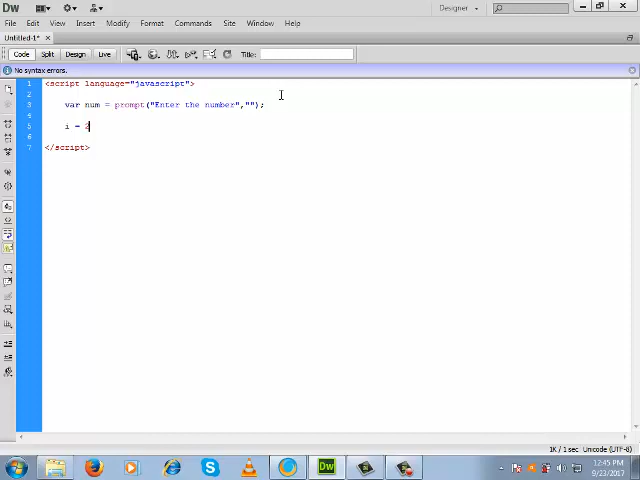 Dw
Designer
File Edit View Insert Modify Format Commands Site Window Help
Untitled-1* ×
Code Split Design Live Title:
No syntax errors.
1 <script language="javascript">
2
3 var num = prompt("Enter the number","");
4
5 i = 2
6
7 </script>
1K / 1 sec Unicode (UTF-8)
Dw
12:45 PM
9/23/2017